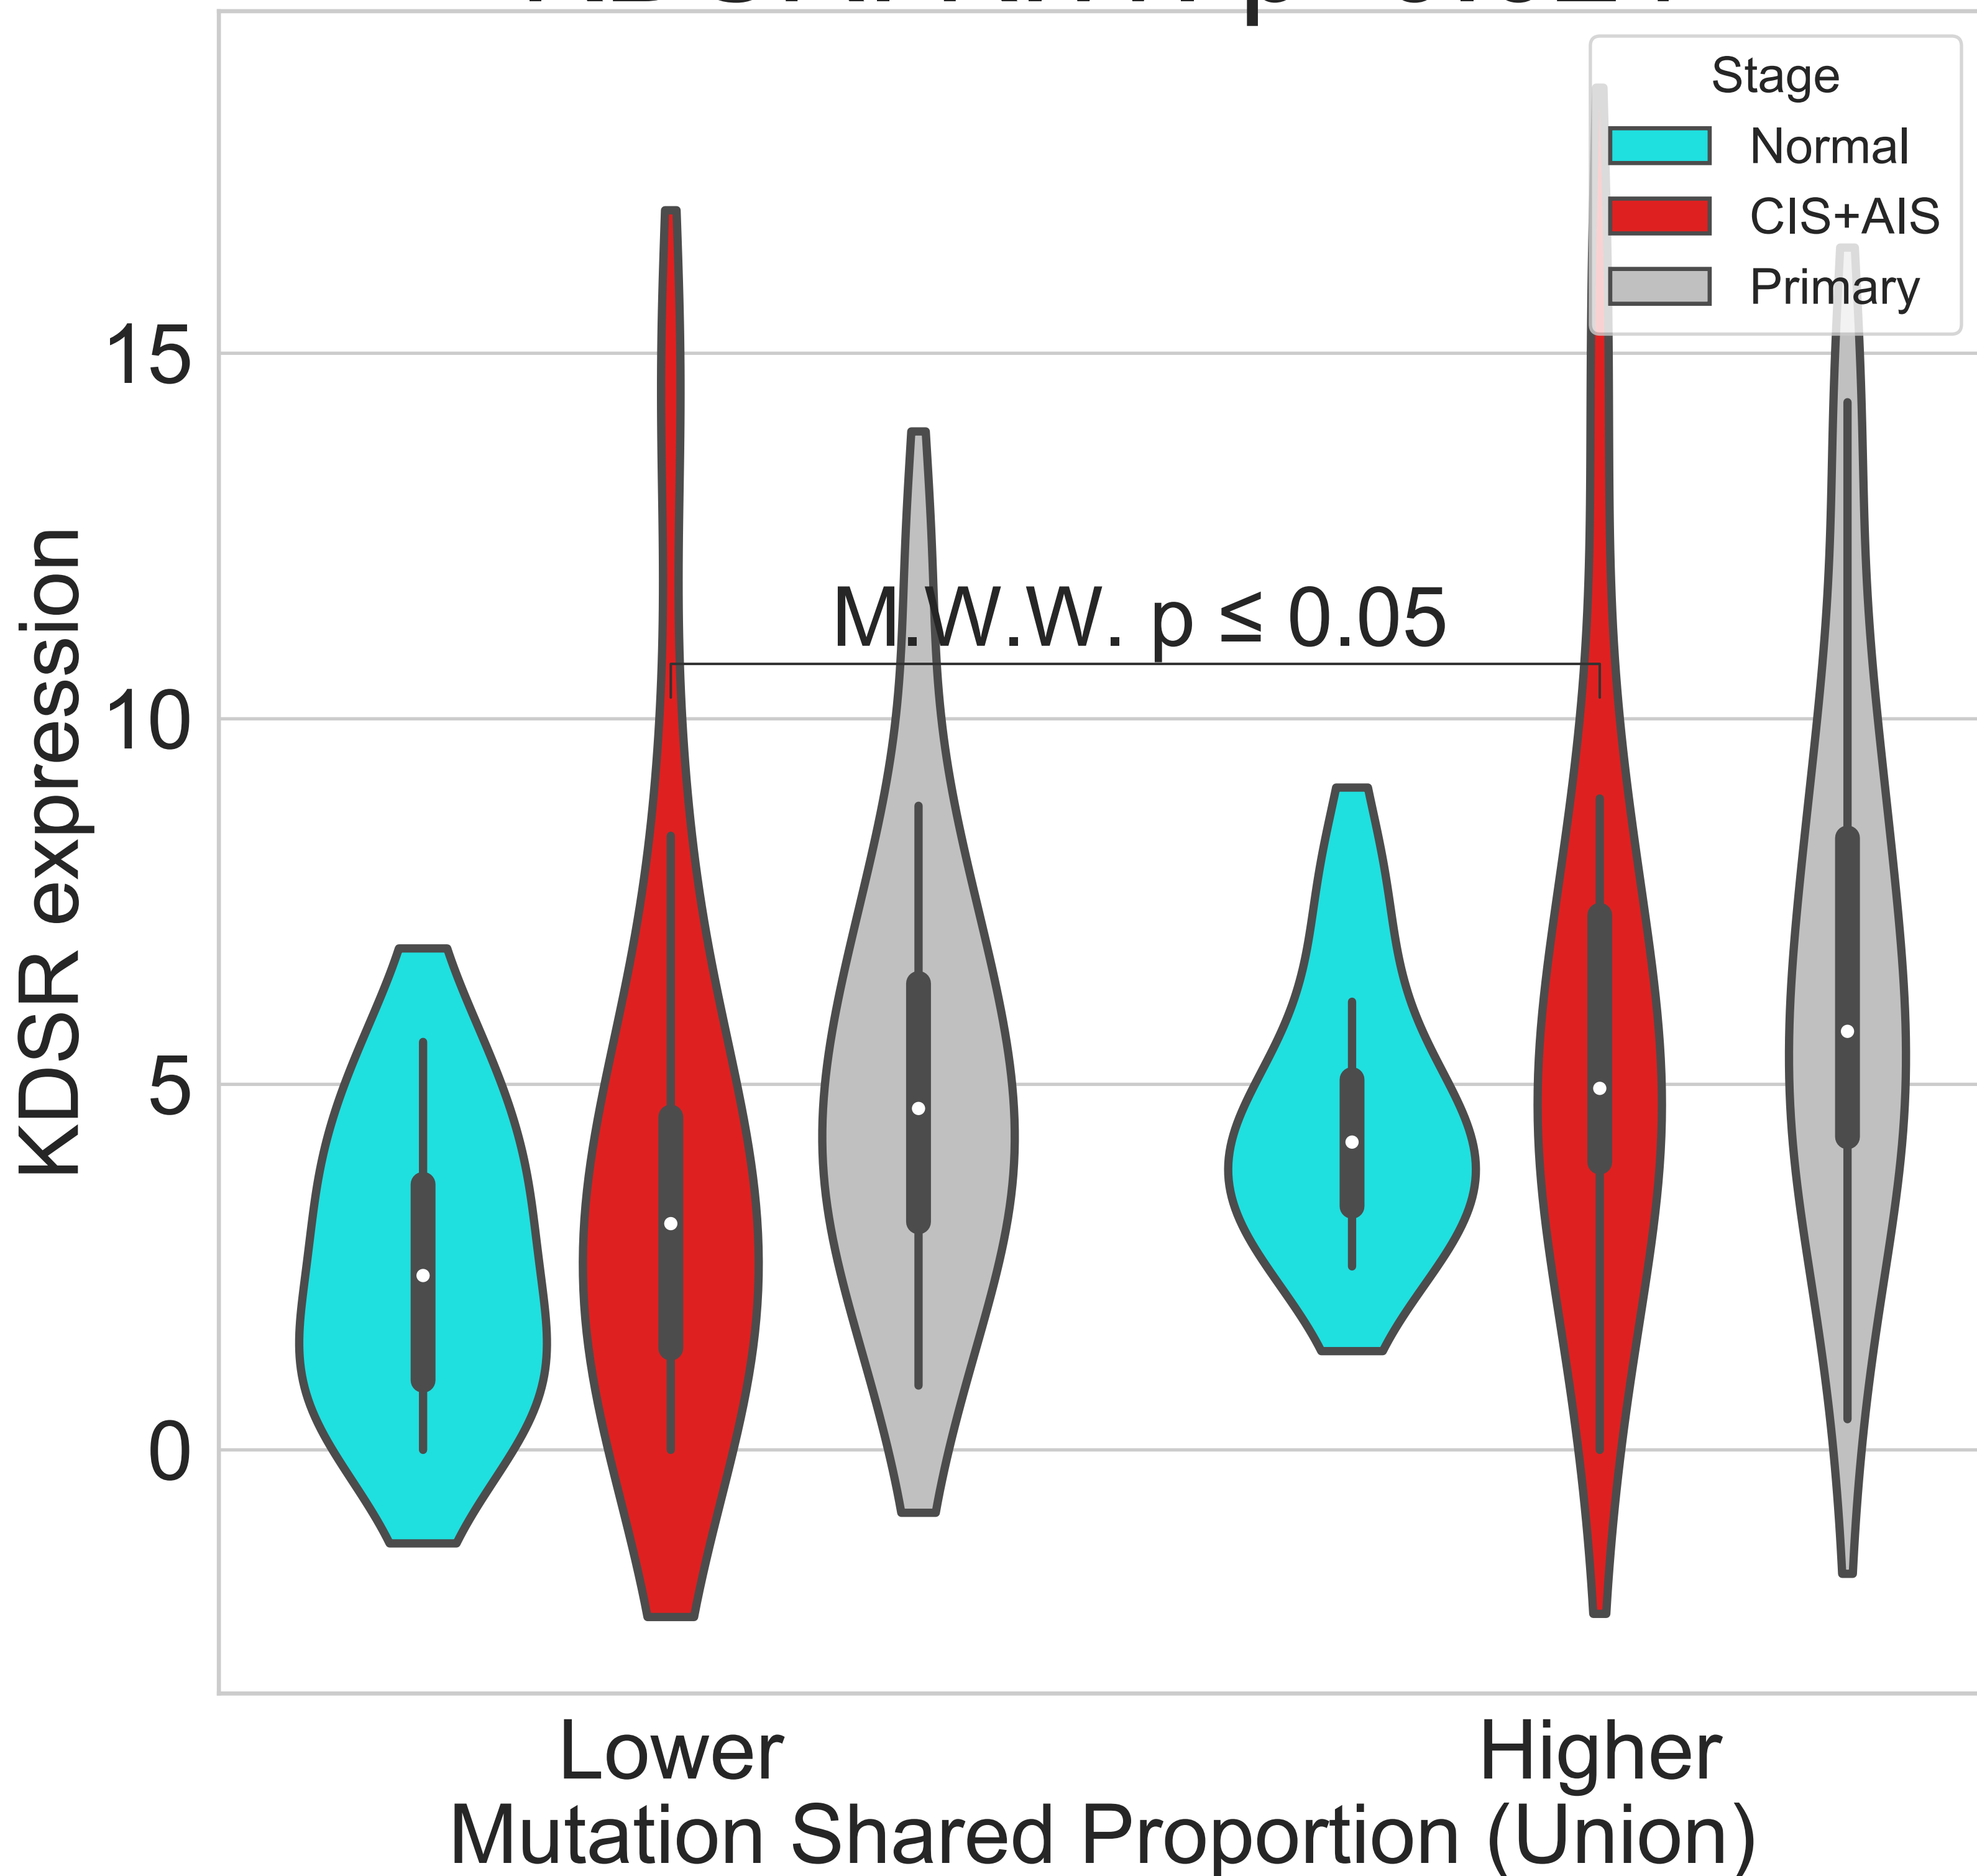 Stage
Normal
CIS+AIS
Primary
15
10
5
0
KDSR expression
M.W.W. p ≤ 0.05
Lower
Higher
Mutation Shared Proportion (Union)